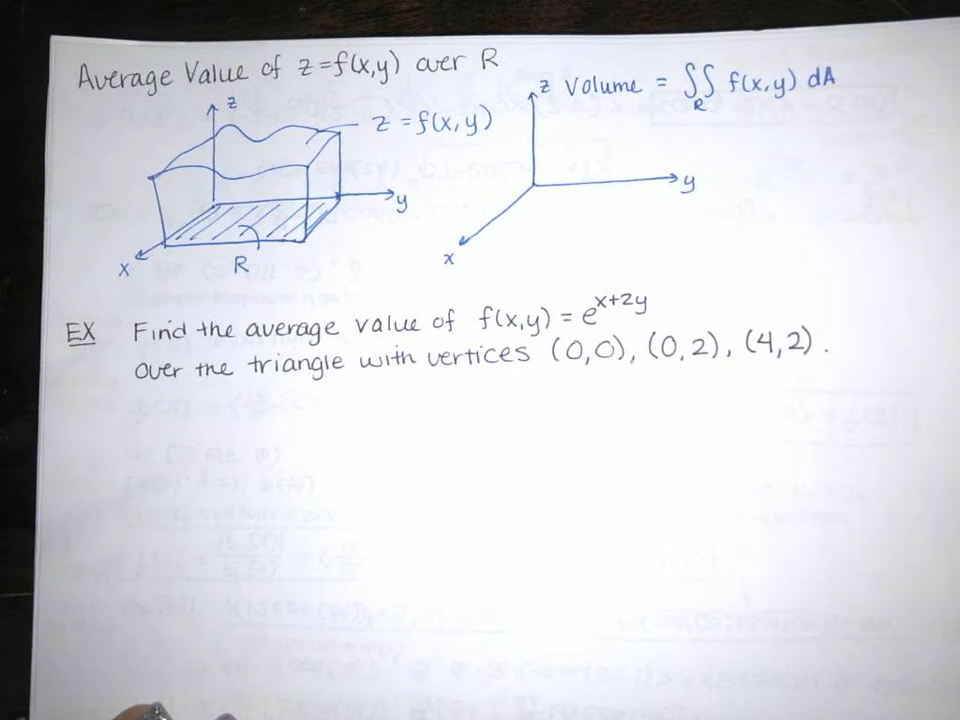 Average Value of z=f(x,y) over R
z Volume = ∬ f(x,y) dA
R
z
z = f(x,y)
y
y
x
R
x
EX Find the average value of f(x,y) = e^{x+2y}
over the triangle with vertices (0,0), (0,2), (4,2).